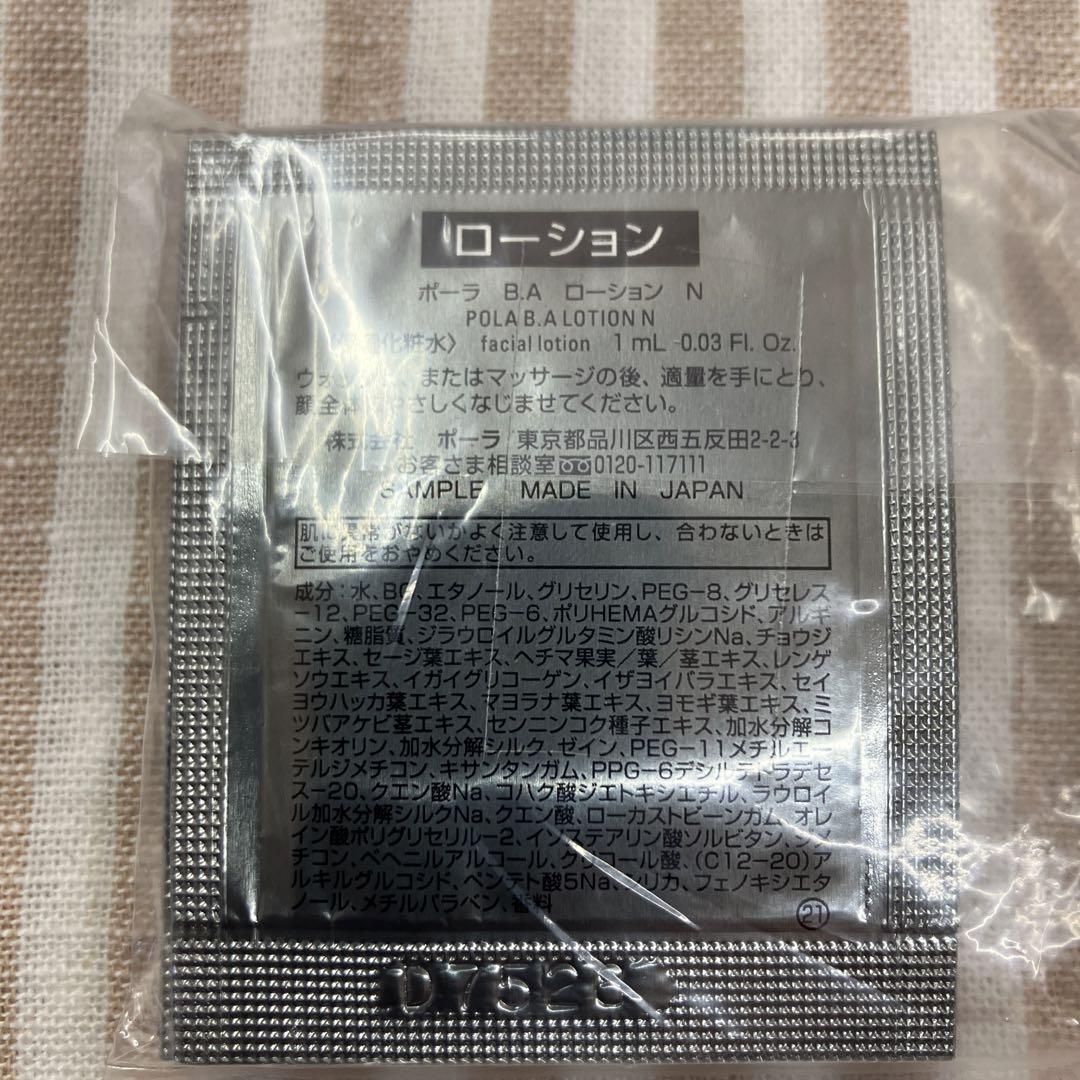 ローション
ポーラ B.A ローション N
POLA B.A LOTION N
化粧水〉 facial lotion 1 mL 0.03 Fl. Oz.
またはマッサージの後、適量を手にとり、
顔全体 やさしくなじませてください。
株式会社 ポーラ 東京都品川区西五反田2-2-3
お客さま相談室 0120-117111
SAMPLE MADE IN JAPAN
肌に異常がないかよく注意して使用し、合わないときは
ご使用をおやめください。
成分:水、BG、エタノール、グリセリン、PEG-8、グリセレス
-12、PEG-32、PEG-6、ポリHEMAグルコシド、アルギ
ニン、糖脂質、ジラウロイルグルタミン酸リシンNa、チョウジ
エキス、セージ葉エキス、ヘチマ果実/葉/茎エキス、レンゲ
ソウエキス、イガイグリコーゲン、イザヨイバラエキス、セイ
ヨウハッカ葉エキス、マヨラナ葉エキス、ヨモギ葉エキス、ミ
ツバアケビ茎エキス、センニンコク種子エキス、加水分解コ
ンキオリン、加水分解シルク、ゼイン、PEG-11メチルエー
テルジメチコン、キサンタンガム、PPG-6デシルテトラデセ
ス-20、クエン酸Na、コハク酸ジエトキシエチル、ラウロイ
ル加水分解シルクNa、クエン酸、ローカストビーンガム、オレ
イン酸ポリグリセリル-2、イソステアリン酸ソルビタン、ジメ
チコン、ベヘニルアルコール、グリコール酸、(C12-20)ア
ルキルグルコシド、ペンテト酸5Na、シリカ、フェノキシエタ
ノール、メチルパラベン、香料
21
D7526